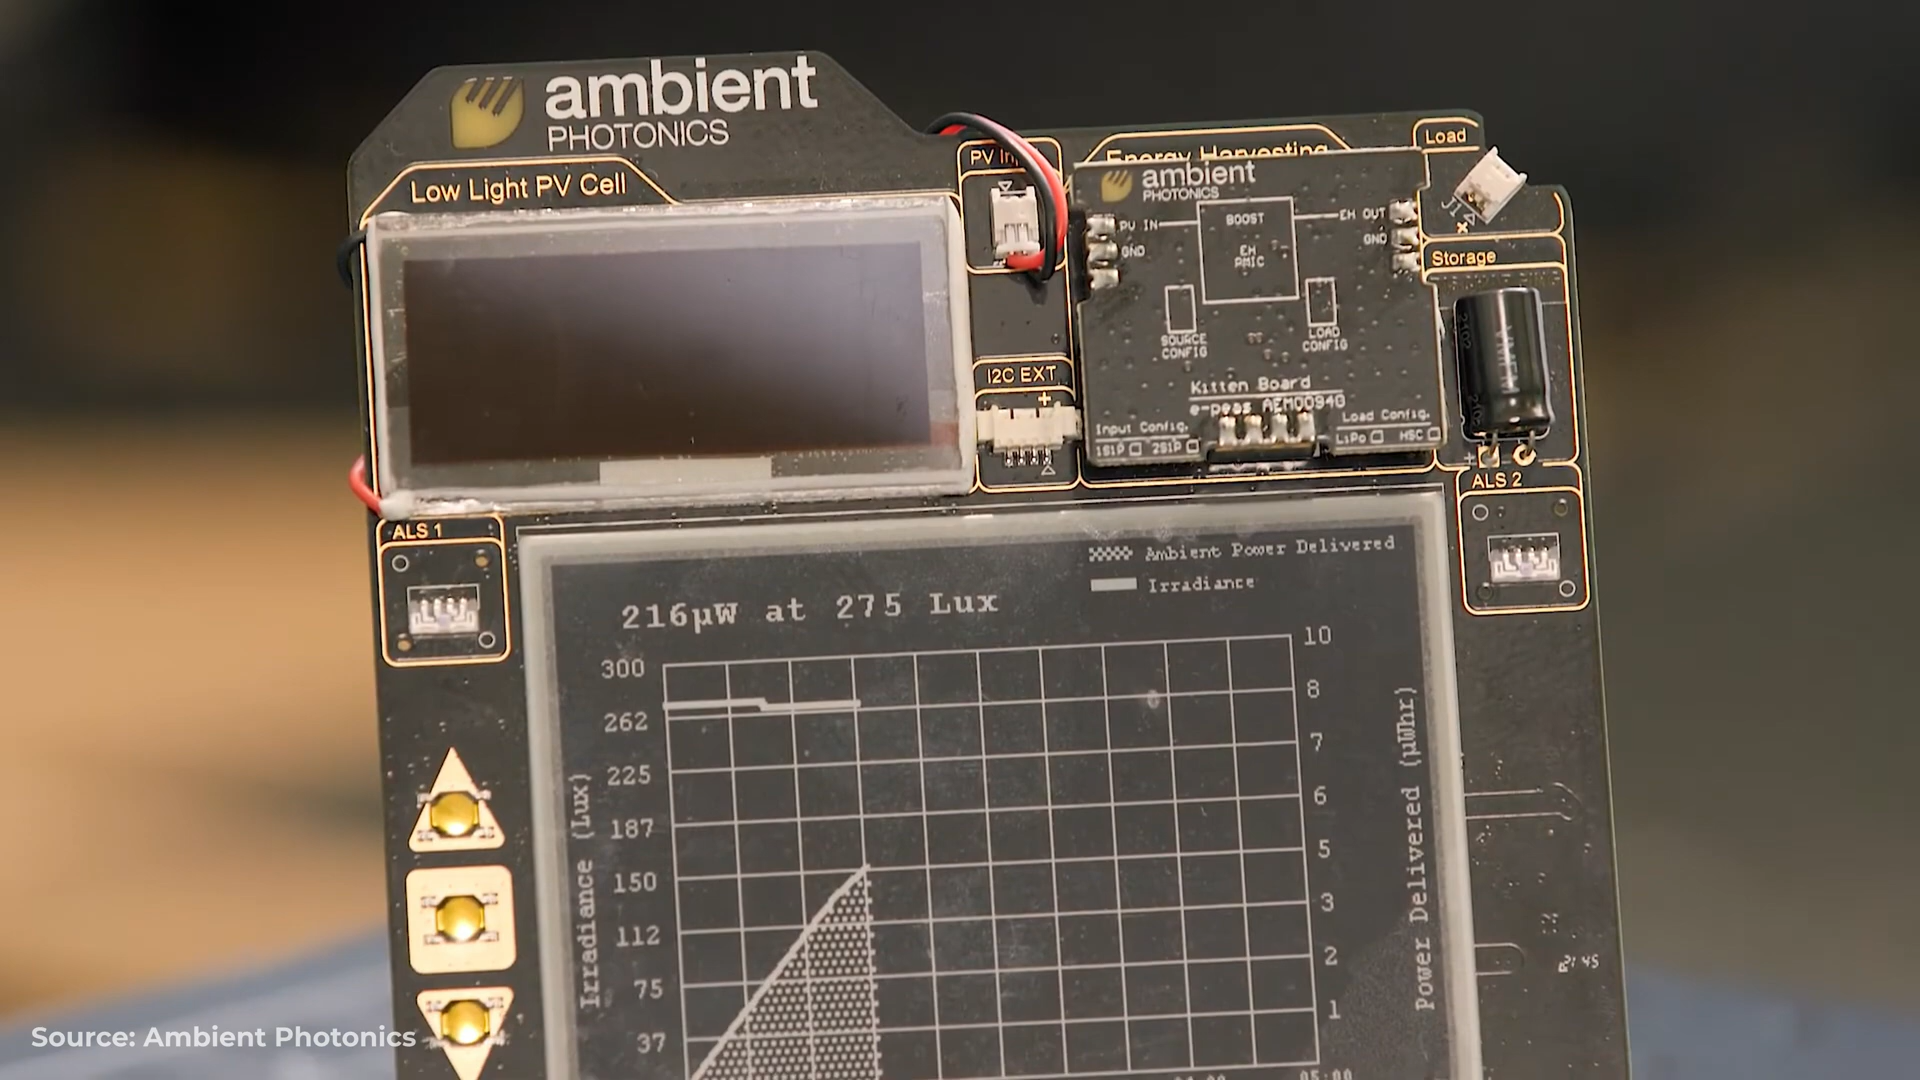 ambient
PHOTONICS
Low Light PV Cell
PV In
Energy Harvesting
Load
ambient
PHOTONICS
PV IN
GND
BOOST
EH
PMIC
EH OUT
GND
SOURCE
CONFIG
LOAD
CONFIG
J1
Storage
I2C EXT
+
Kitten Board
e-peas AEM00940
Input Config.
1S1P 2S1P
Load Config.
LiPo HSC
ALS 1
ALS 2
Ambient Power Delivered
Irradiance
216µW at 275 Lux
300
262
225
187
150
112
75
37
Irradiance (Lux)
10
8
7
6
5
3
2
1
Power Delivered (µWhr)
05:00
Source: Ambient Photonics